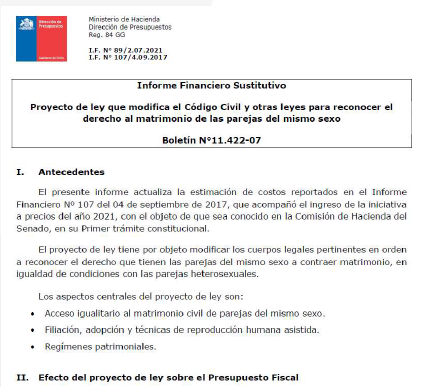 Dirección de
Presupuestos
Gobierno de Chile
Ministerio de Hacienda
Dirección de Presupuestos
Reg. 84 GG
I.F. N° 89/2.07.2021
I.F. N° 107/4.09.2017
Informe Financiero Sustitutivo
Proyecto de ley que modifica el Código Civil y otras leyes para reconocer el
derecho al matrimonio de las parejas del mismo sexo
Boletín N°11.422-07
I. Antecedentes
El presente informe actualiza la estimación de costos reportados en el Informe
Financiero Nº 107 del 04 de septiembre de 2017, que acompañó el ingreso de la iniciativa
a precios del año 2021, con el objeto de que sea conocido en la Comisión de Hacienda del
Senado, en su Primer trámite constitucional.
El proyecto de ley tiene por objeto modificar los cuerpos legales pertinentes en orden
a reconocer el derecho que tienen las parejas del mismo sexo a contraer matrimonio, en
igualdad de condiciones con las parejas heterosexuales.
Los aspectos centrales del proyecto de ley son:
• Acceso igualitario al matrimonio civil de parejas del mismo sexo.
• Filiación, adopción y técnicas de reproducción humana asistida.
• Regímenes patrimoniales.
II. Efecto del proyecto de ley sobre el Presupuesto Fiscal